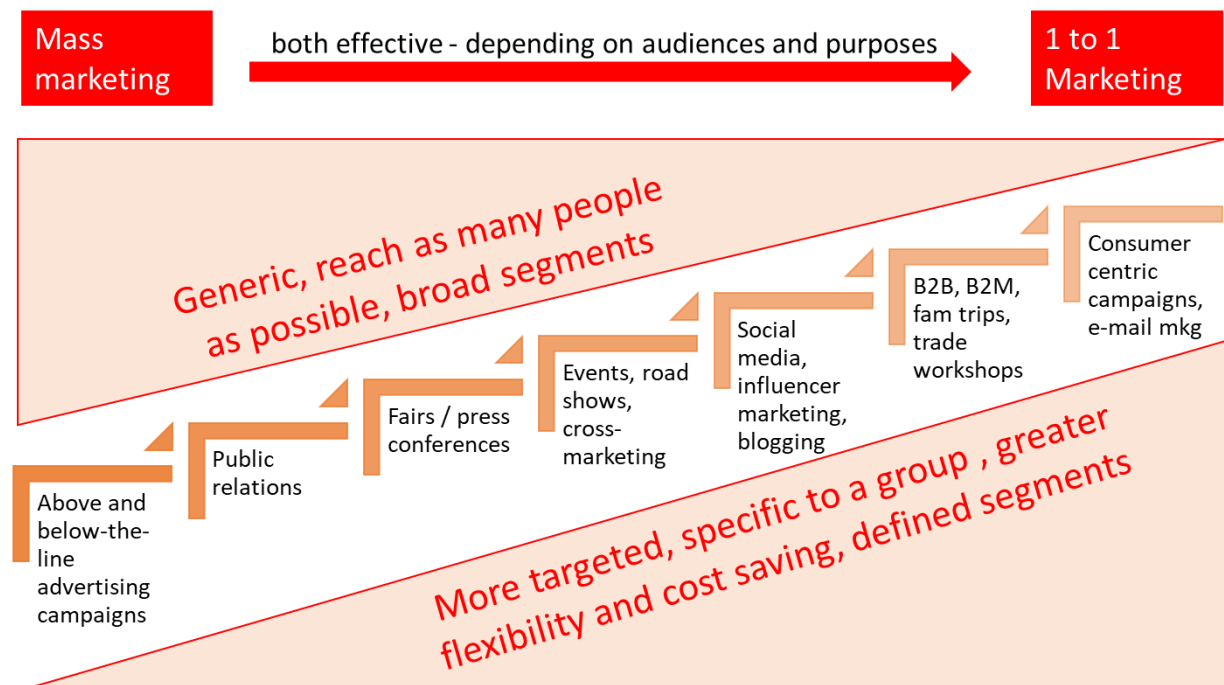 Mass
marketing
both effective - depending on audiences and purposes
1 to 1
Marketing
Generic, reach as many people
as possible, broad segments
Above and
below-the-
line
advertising
campaigns
Public
relations
Fairs / press
conferences
Events, road
shows,
cross-
marketing
Social
media,
influencer
marketing,
blogging
B2B, B2M,
fam trips,
trade
workshops
Consumer
centric
campaigns,
e-mail mkg
More targeted, specific to a group , greater
flexibility and cost saving, defined segments